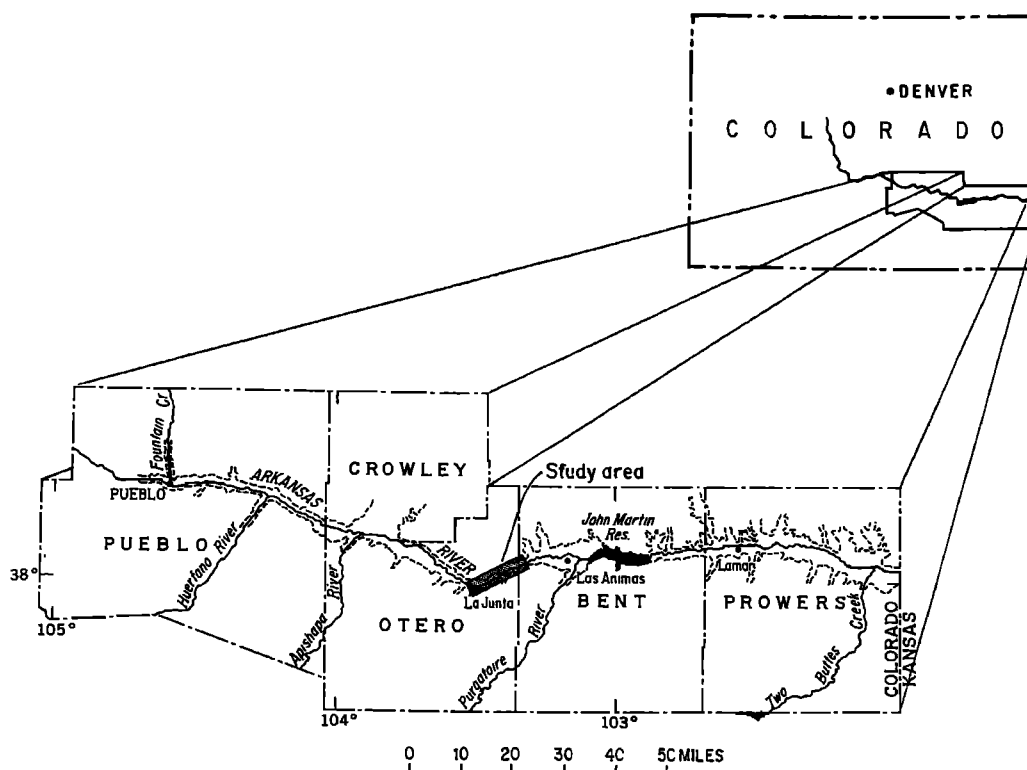 DENVER
COLORADO
Fountain Cr
ARKANSAS
CROWLEY
Study area
PUEBLO
John Martin
Res.
PUEBLO
RIVER
Huerfano River
Apishapa River
38°
La Junta
Las Animas
Lamar
OTERO
BENT
PROWERS
Purgatoire River
Two Buttes Creek
COLORADO
KANSAS
105°
104°
103°
0 10 20 30 40 50 MILES